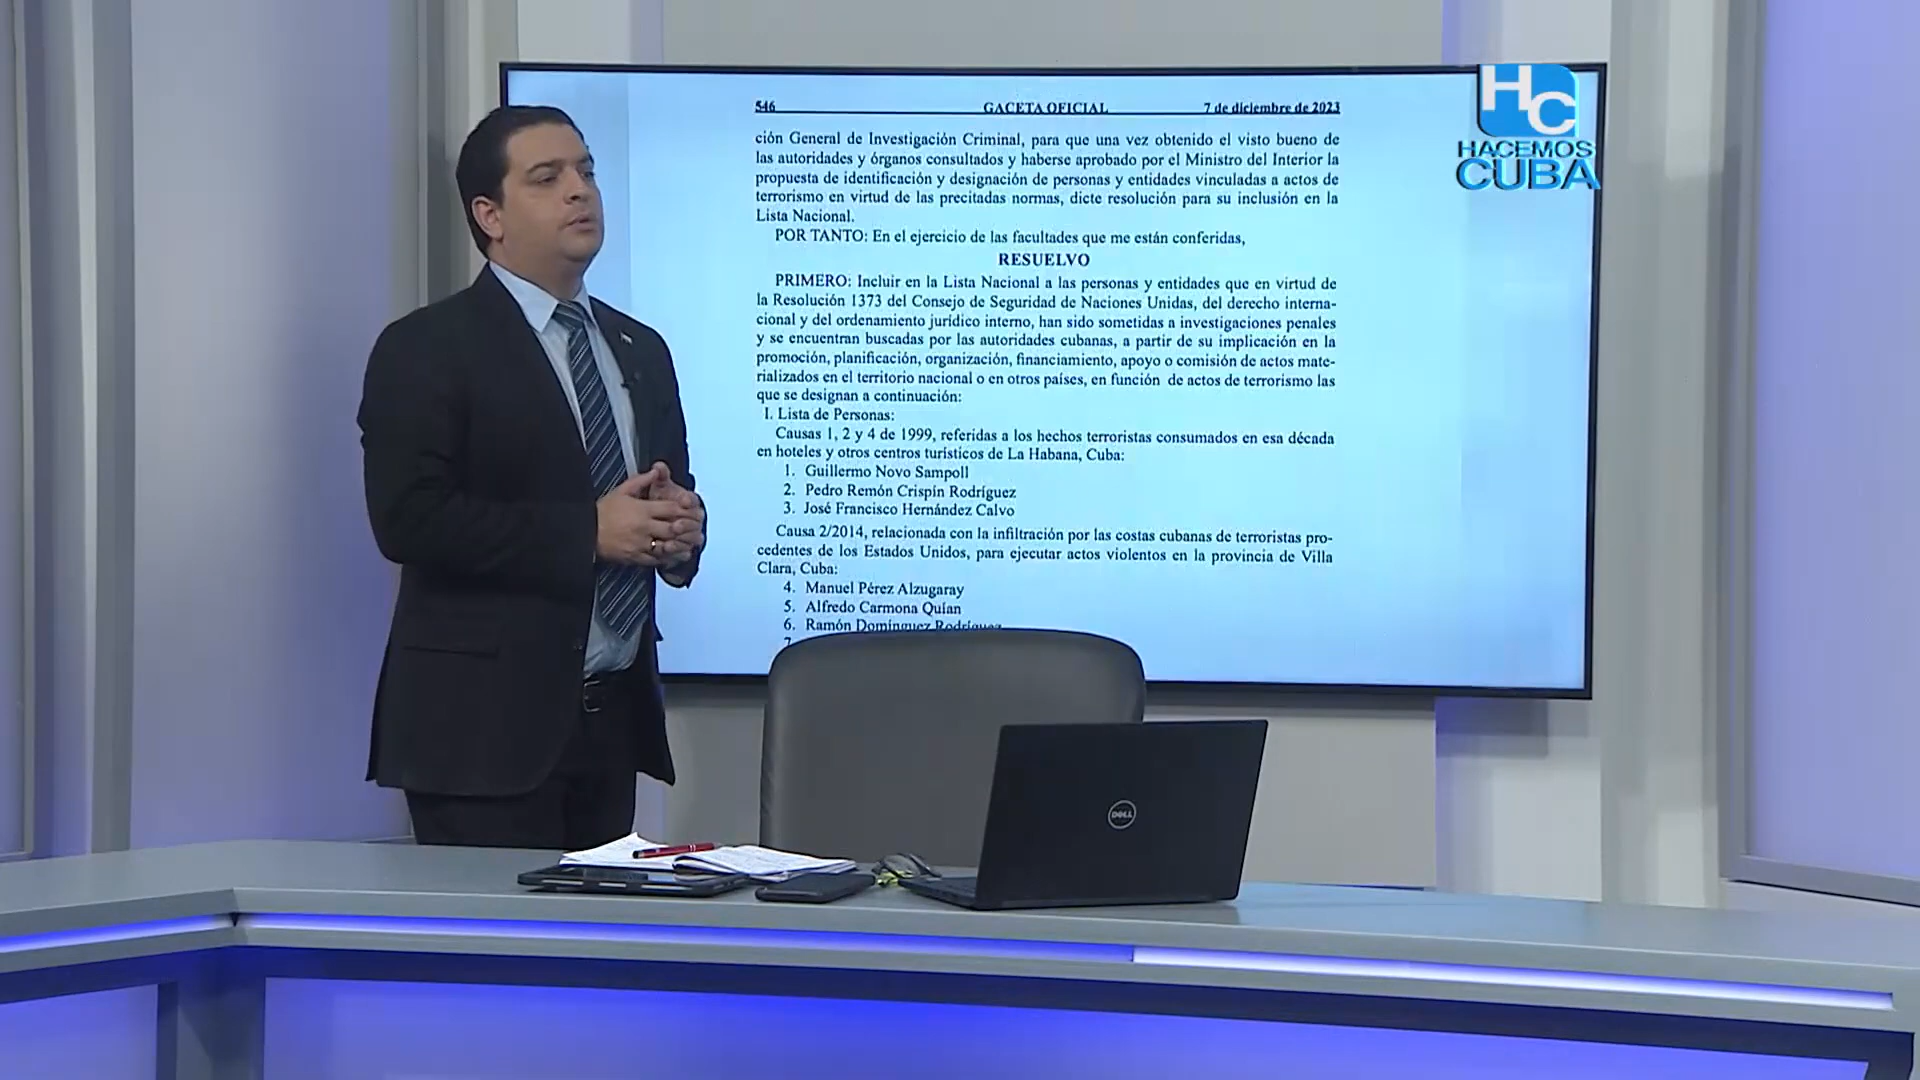 546 GACETA OFICIAL 7 de diciembre de 2023
ción General de Investigación Criminal, para que una vez obtenido el visto bueno de
las autoridades y órganos consultados y haberse aprobado por el Ministro del Interior la
propuesta de identificación y designación de personas y entidades vinculadas a actos de
terrorismo en virtud de las precitadas normas, dicte resolución para su inclusión en la
Lista Nacional.
POR TANTO: En el ejercicio de las facultades que me están conferidas,
RESUELVO
PRIMERO: Incluir en la Lista Nacional a las personas y entidades que en virtud de
la Resolución 1373 del Consejo de Seguridad de Naciones Unidas, del derecho interna-
cional y del ordenamiento jurídico interno, han sido sometidas a investigaciones penales
y se encuentran buscadas por las autoridades cubanas, a partir de su implicación en la
promoción, planificación, organización, financiamiento, apoyo o comisión de actos mate-
rializados en el territorio nacional o en otros países, en función de actos de terrorismo las
que se designan a continuación:
I. Lista de Personas:
Causas 1, 2 y 4 de 1999, referidas a los hechos terroristas consumados en esa década
en hoteles y otros centros turísticos de La Habana, Cuba:
1. Guillermo Novo Sampoll
2. Pedro Remón Crispín Rodríguez
3. José Francisco Hernández Calvo
Causa 2/2014, relacionada con la infiltración por las costas cubanas de terroristas pro-
cedentes de los Estados Unidos, para ejecutar actos violentos en la provincia de Villa
Clara, Cuba:
4. Manuel Pérez Alzugaray
5. Alfredo Carmona Quian
6. Ramón Domínguez Rodríguez
7.
HC
HACEMOS
CUBA
DELL